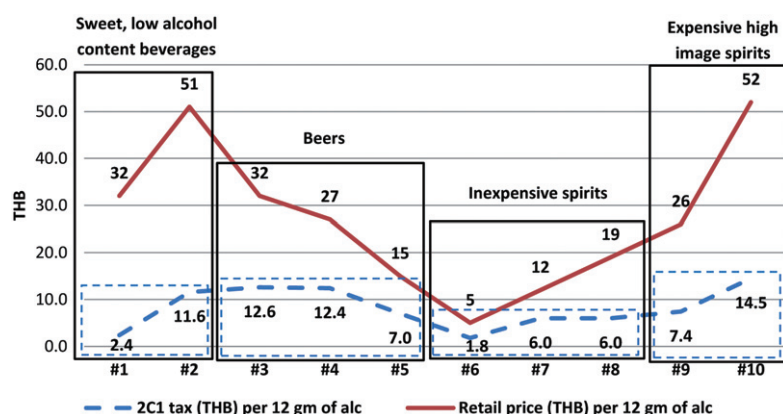 Sweet, low alcohol
content beverages
Expensive high
image spirits
Beers
Inexpensive spirits
THB
60.0
50.0
40.0
30.0
20.0
10.0
0.0
32
51
32
27
15
5
12
19
26
52
2.4
11.6
12.6
12.4
7.0
1.8
6.0
6.0
7.4
14.5
#1 #2 #3 #4 #5 #6 #7 #8 #9 #10
2C1 tax (THB) per 12 gm of alc
Retail price (THB) per 12 gm of alc